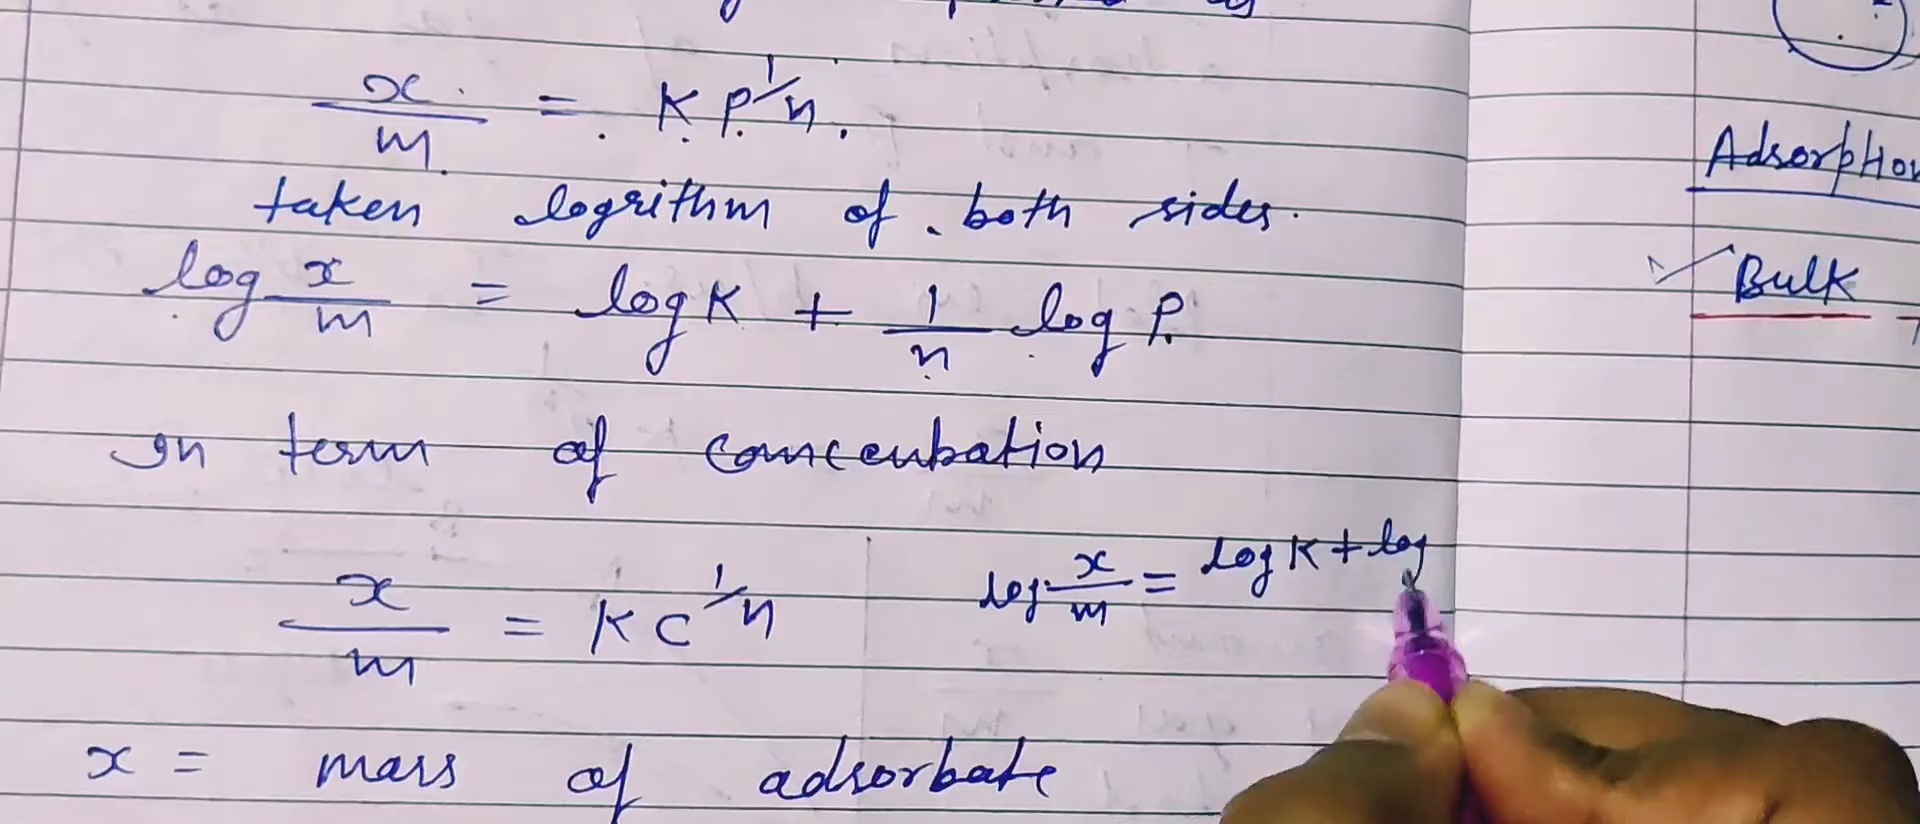 x/m = K P^1/n.
taken logrithm of both sides.
log x/m = log K + 1/n log P.
In term of concentration
x/m = K C^1/n
log x/m = log K + log
x = mass of adsorbate
Adsorption
Bulk